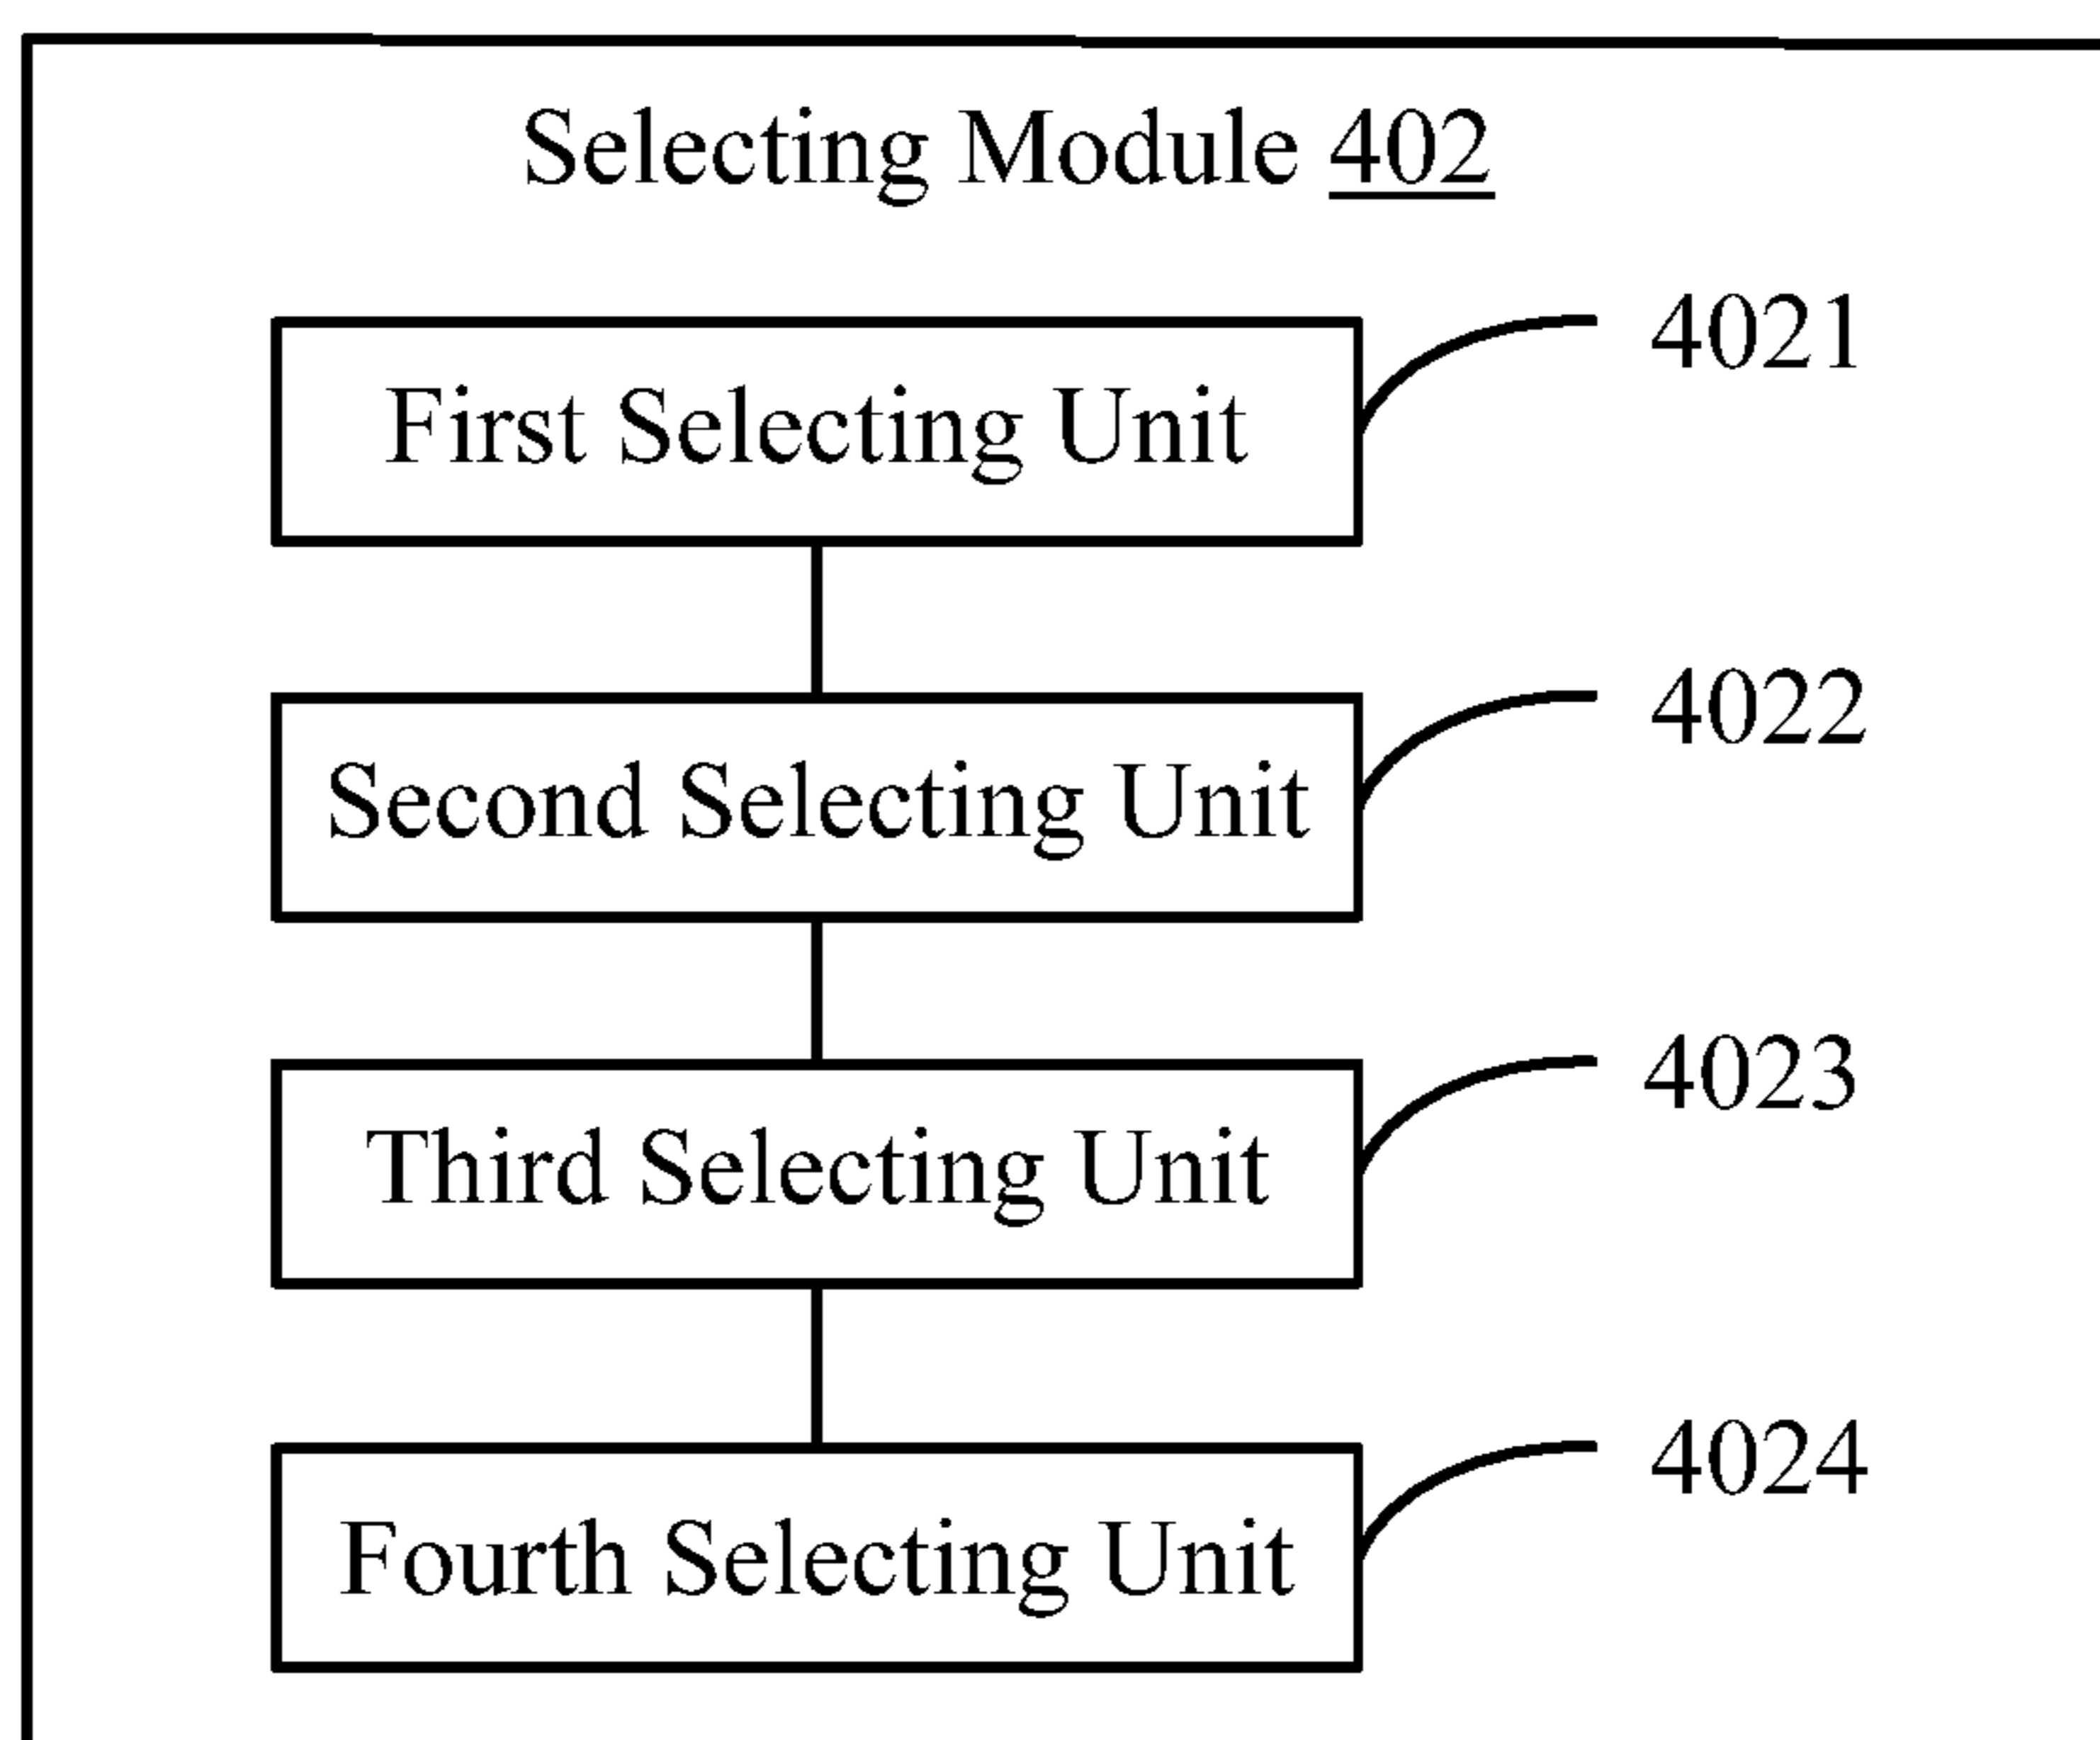 Selecting Module 402
First Selecting Unit
4021
Second Selecting Unit
4022
Third Selecting Unit
4023
Fourth Selecting Unit
4024